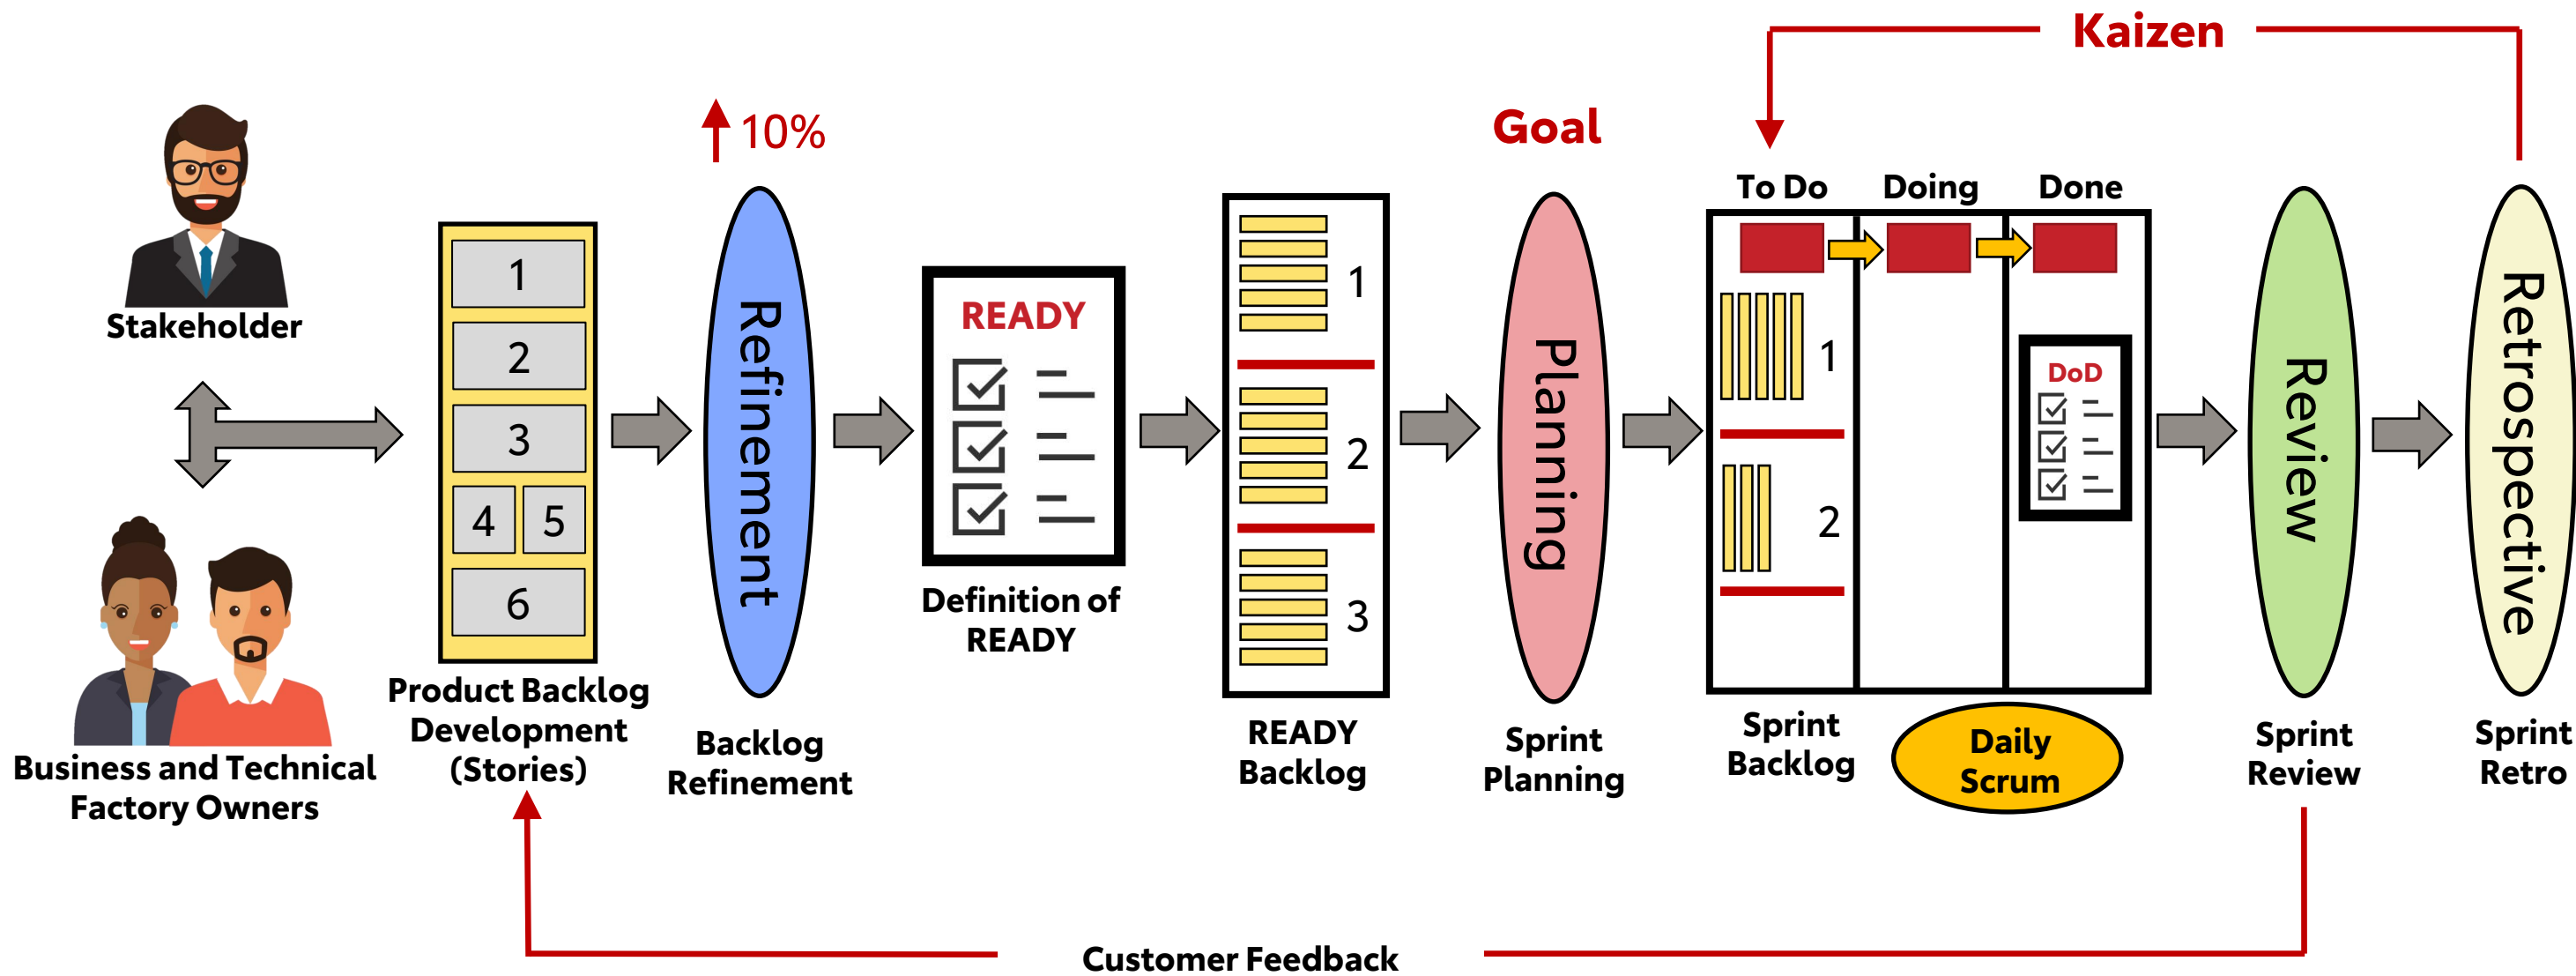 Kaizen
10%
Goal
To Do
Doing
Done
Stakeholder
Business and Technical
Factory Owners
1
2
3
4
5
6
Product Backlog
Development
(Stories)
Refinement
Backlog
Refinement
READY
Definition of
READY
1
2
3
READY
Backlog
Planning
Sprint
Planning
1
2
DoD
Sprint
Backlog
Daily
Scrum
Review
Sprint
Review
Retrospective
Sprint
Retro
Customer Feedback